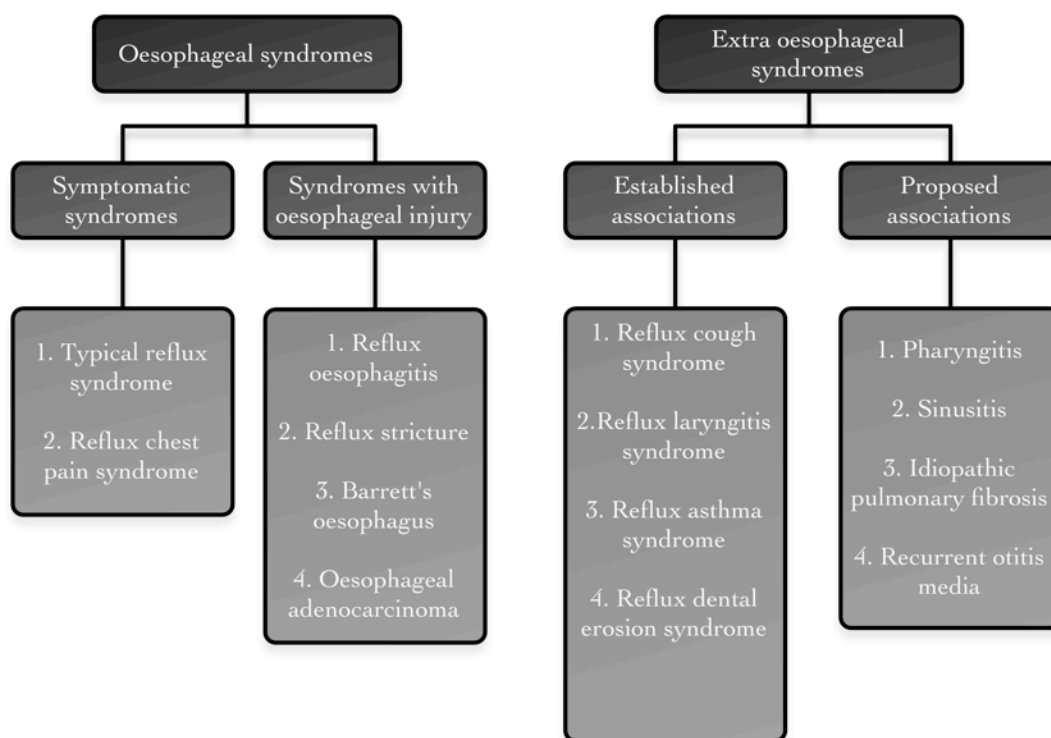 Oesophageal syndromes
Extra oesophageal
syndromes
Symptomatic
syndromes
Syndromes with
oesophageal injury
Established
associations
Proposed
associations
1. Typical reflux
syndrome
2. Reflux chest
pain syndrome
1. Reflux
oesophagitis
2. Reflux stricture
3. Barrett's
oesophagus
4. Oesophageal
adenocarcinoma
1. Reflux cough
syndrome
2.Reflux laryngitis
syndrome
3. Reflux asthma
syndrome
4. Reflux dental
erosion syndrome
1. Pharyngitis
2. Sinusitis
3. Idiopathic
pulmonary fibrosis
4. Recurrent otitis
media